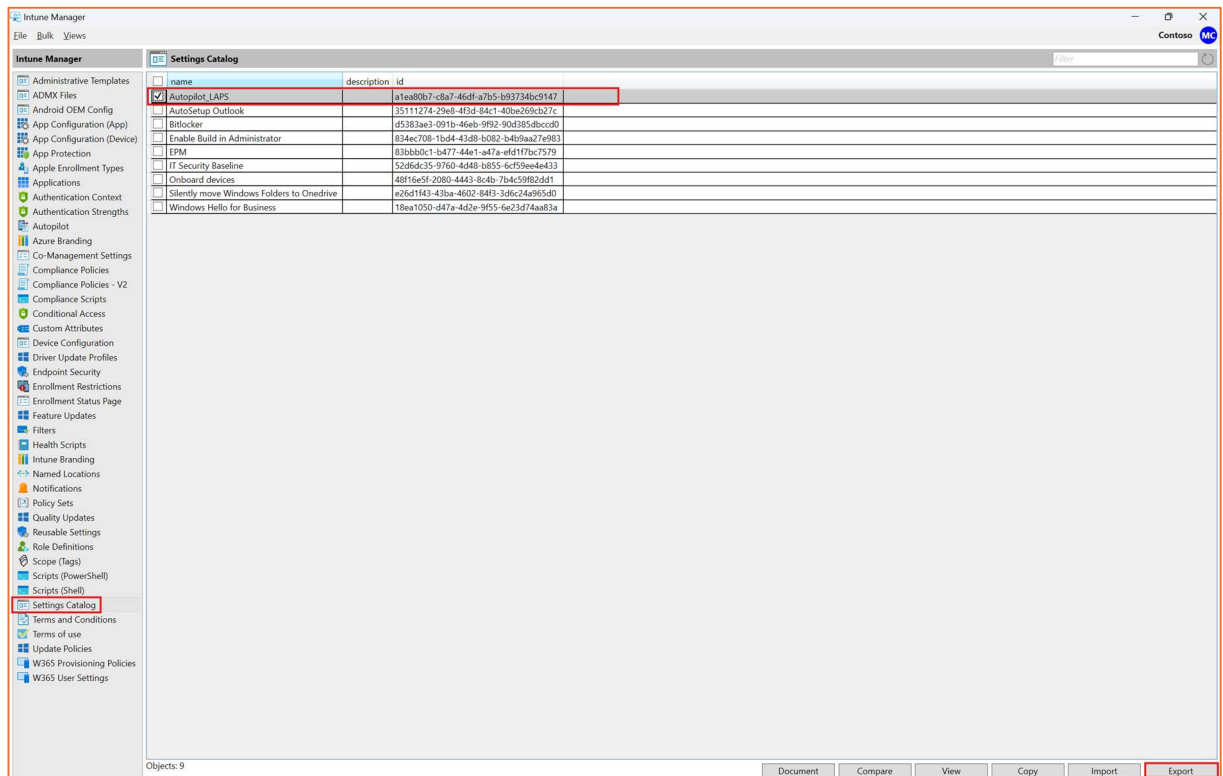 Intune Manager
File Bulk Views
Contoso MC
Intune Manager
Administrative Templates
ADMX Files
Android OEM Config
App Configuration (App)
App Configuration (Device)
App Protection
Apple Enrollment Types
Applications
Authentication Context
Authentication Strengths
Autopilot
Azure Branding
Co-Management Settings
Compliance Policies
Compliance Policies - V2
Compliance Scripts
Conditional Access
Custom Attributes
Device Configuration
Driver Update Profiles
Endpoint Security
Enrollment Restrictions
Enrollment Status Page
Feature Updates
Filters
Health Scripts
Intune Branding
Named Locations
Notifications
Policy Sets
Quality Updates
Reusable Settings
Role Definitions
Scope (Tags)
Scripts (PowerShell)
Scripts (Shell)
Settings Catalog
Terms and Conditions
Terms of use
Update Policies
W365 Provisioning Policies
W365 User Settings
Settings Catalog
Filter
name description id
Autopilot_LAPS a1ea80b7-c8a7-46df-a7b5-b93734bc9147
AutoSetup Outlook 35111274-29e8-4f3d-84c1-40be269cb27c
Bitlocker d5383ae3-091b-46eb-9f92-90d385dbccd0
Enable Build in Administrator 834ec708-1bd4-43d8-b082-b4b9aa27e983
EPM 83bbb0c1-b477-44e1-a47a-efd1f7bc7579
IT Security Baseline 52d6dc35-9760-4d48-b855-6cf59ee4e433
Onboard devices 48f16e5f-2080-4443-8c4b-7b4c59f82dd1
Silently move Windows Folders to Onedrive e26d1f43-43ba-4602-84f3-3d6c24a965d0
Windows Hello for Business 18ea1050-d47a-4d2e-9f55-6e23d74aa83a
Objects: 9
Document Compare View Copy Import Export